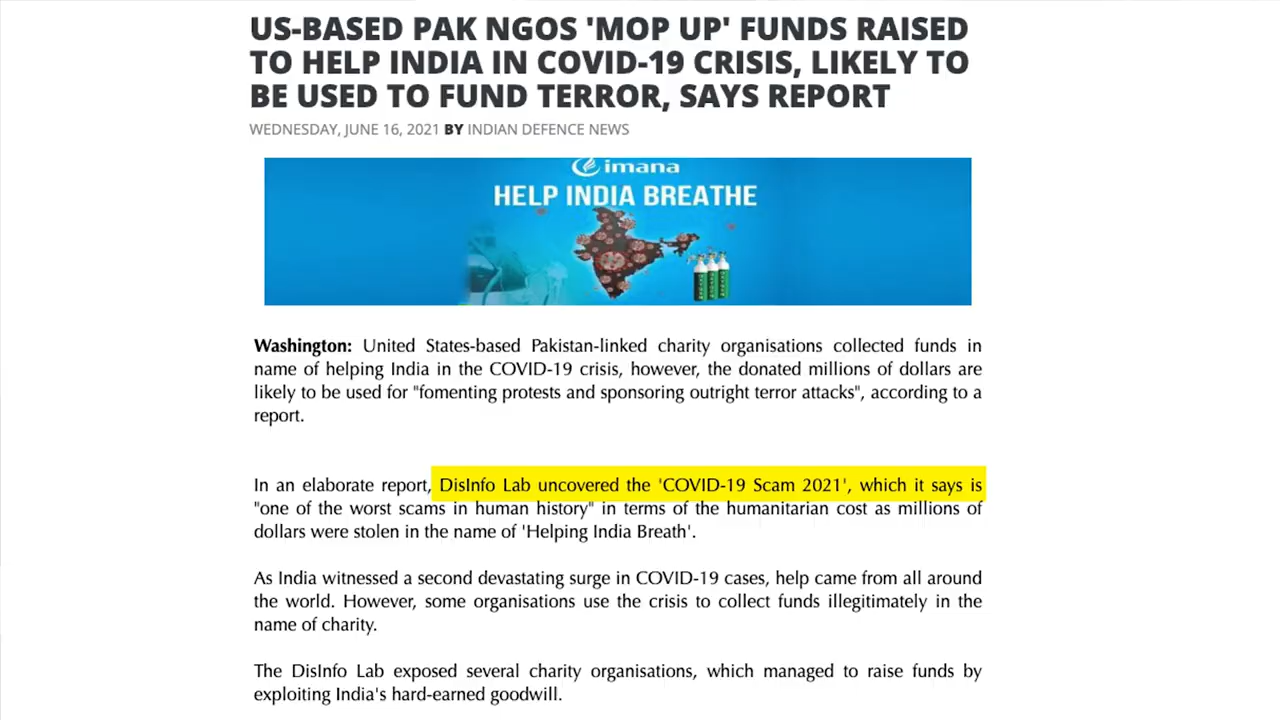 US-BASED PAK NGOS 'MOP UP' FUNDS RAISED
TO HELP INDIA IN COVID-19 CRISIS, LIKELY TO
BE USED TO FUND TERROR, SAYS REPORT
WEDNESDAY, JUNE 16, 2021 BY INDIAN DEFENCE NEWS
imana
HELP INDIA BREATHE
Washington: United States-based Pakistan-linked charity organisations collected funds in
name of helping India in the COVID-19 crisis, however, the donated millions of dollars are
likely to be used for "fomenting protests and sponsoring outright terror attacks", according to a
report.
In an elaborate report, DisInfo Lab uncovered the 'COVID-19 Scam 2021', which it says is
"one of the worst scams in human history" in terms of the humanitarian cost as millions of
dollars were stolen in the name of 'Helping India Breath'.
As India witnessed a second devastating surge in COVID-19 cases, help came from all around
the world. However, some organisations use the crisis to collect funds illegitimately in the
name of charity.
The DisInfo Lab exposed several charity organisations, which managed to raise funds by
exploiting India's hard-earned goodwill.